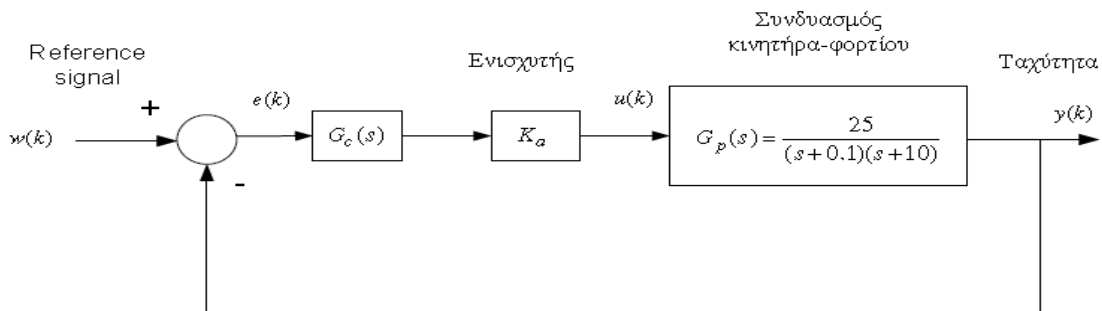 Συνδυασμός
κινητήρα-φορτίου
Reference
signal
Ενισχυτής
Ταχύτητα
+
e(k)
u(k)
y(k)
w(k)
G_c(s)
K_a
G_p(s) = 25 / ((s+0.1)(s+10))
-